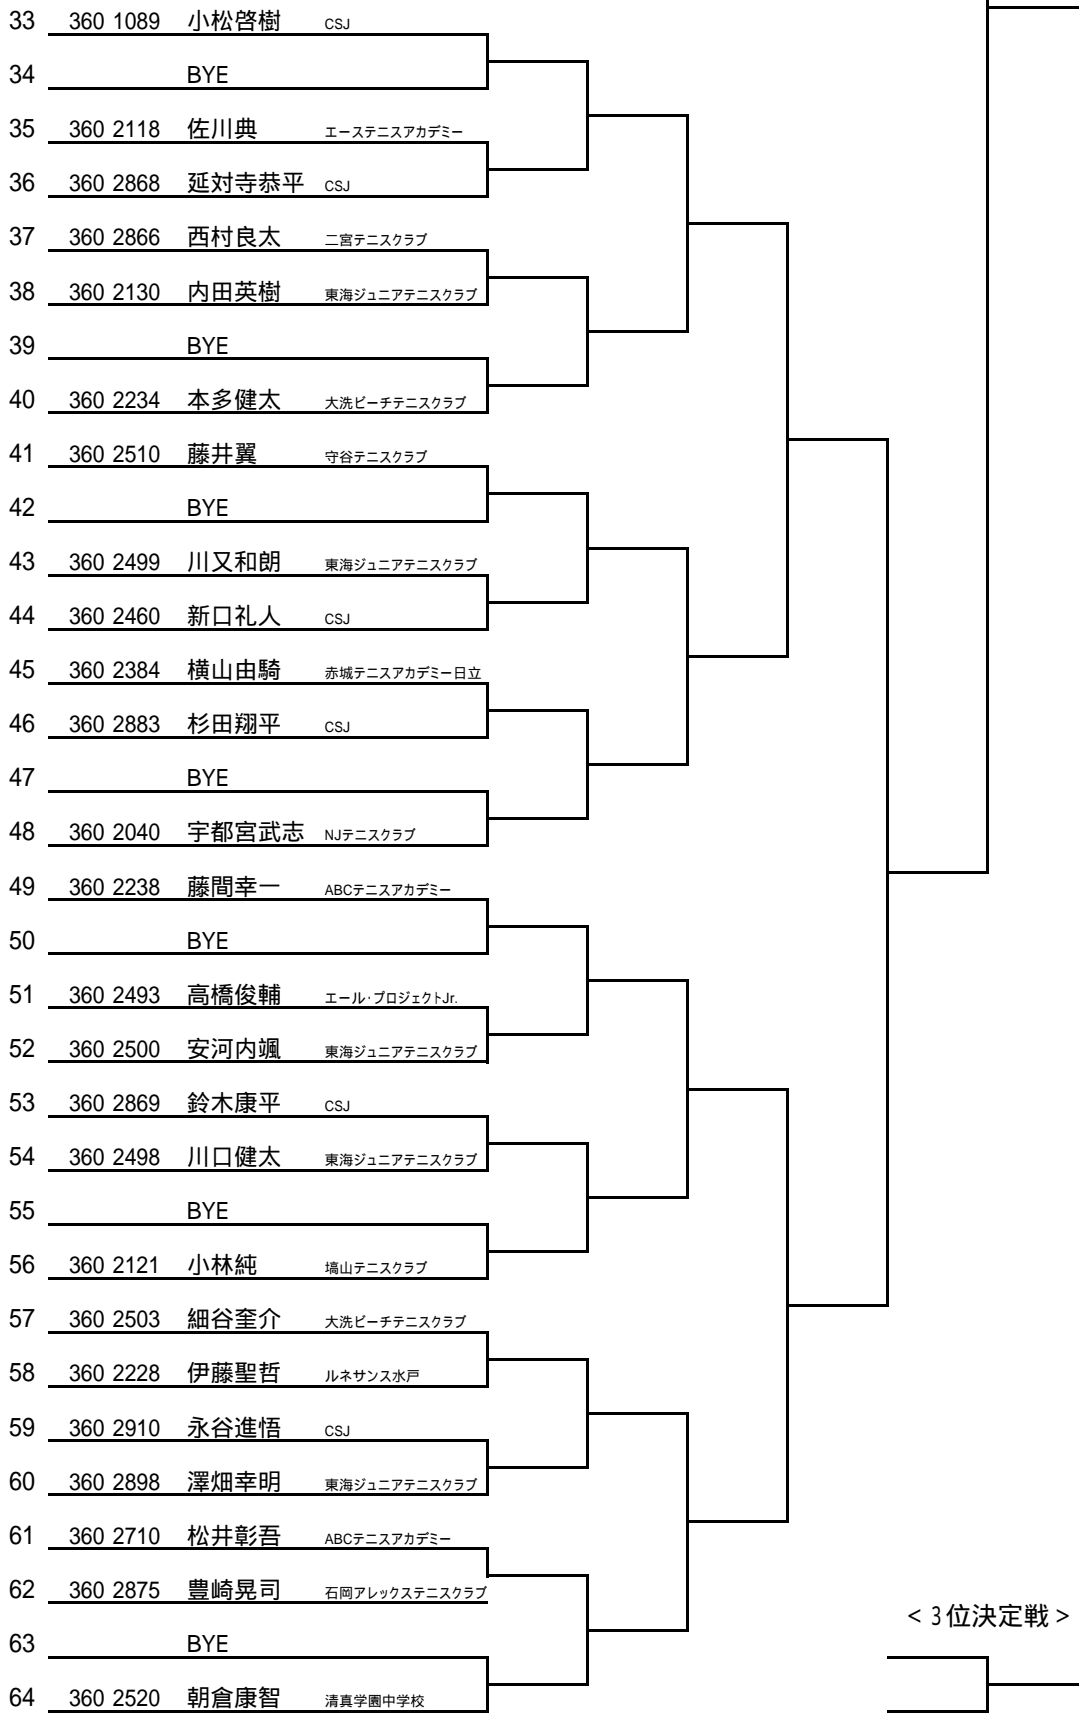 33 360 1089 小松啓樹 CSJ
34 BYE
35 360 2118 佐川典 エーステニスアカデミー
36 360 2868 延対寺恭平 CSJ
37 360 2866 西村良太 二宮テニスクラブ
38 360 2130 内田英樹 東海ジュニアテニスクラブ
39 BYE
40 360 2234 本多健太 大洗ビーチテニスクラブ
41 360 2510 藤井翼 守谷テニスクラブ
42 BYE
43 360 2499 川又和朗 東海ジュニアテニスクラブ
44 360 2460 新口礼人 CSJ
45 360 2384 横山由騎 赤城テニスアカデミー日立
46 360 2883 杉田翔平 CSJ
47 BYE
48 360 2040 宇都宮武志 NJテニスクラブ
49 360 2238 藤間幸一 ABCテニスアカデミー
50 BYE
51 360 2493 高橋俊輔 エール・プロジェクトJr.
52 360 2500 安河内颯 東海ジュニアテニスクラブ
53 360 2869 鈴木康平 CSJ
54 360 2498 川口健太 東海ジュニアテニスクラブ
55 BYE
56 360 2121 小林純 塙山テニスクラブ
57 360 2503 細谷奎介 大洗ビーチテニスクラブ
58 360 2228 伊藤聖哲 ルネサンス水戸
59 360 2910 永谷進悟 CSJ
60 360 2898 澤畑幸明 東海ジュニアテニスクラブ
61 360 2710 松井彰吾 ABCテニスアカデミー
62 360 2875 豊崎晃司 石岡アレックステニスクラブ
<3位決定戦>
63 BYE
64 360 2520 朝倉康智 清真学園中学校